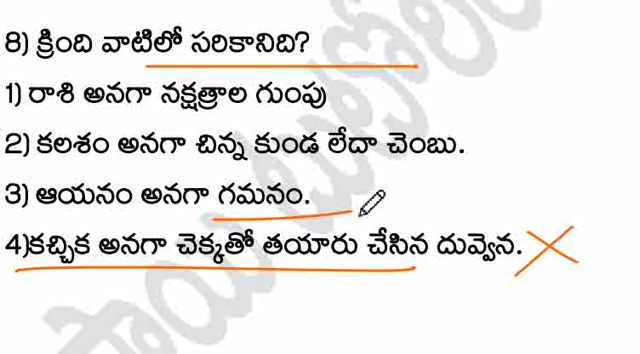 8) క్రింది వాటిలో సరికానిది?
1) రాశి అనగా నక్షత్రాల గుంపు
2) కలశం అనగా చిన్న కుండ లేదా చెంబు.
3) ఆయనం అనగా గమనం.
4)కచ్చిక అనగా చెక్కతో తయారు చేసిన దువ్వెన.